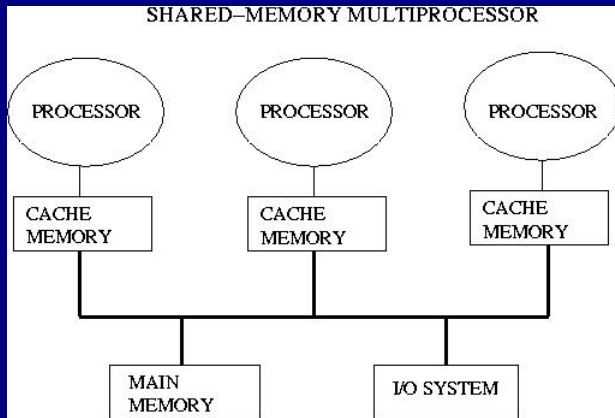 SHARED–MEMORY MULTIPROCESSOR
PROCESSOR
PROCESSOR
PROCESSOR
CACHE
MEMORY
CACHE
MEMORY
CACHE
MEMORY
MAIN
MEMORY
I/O SYSTEM